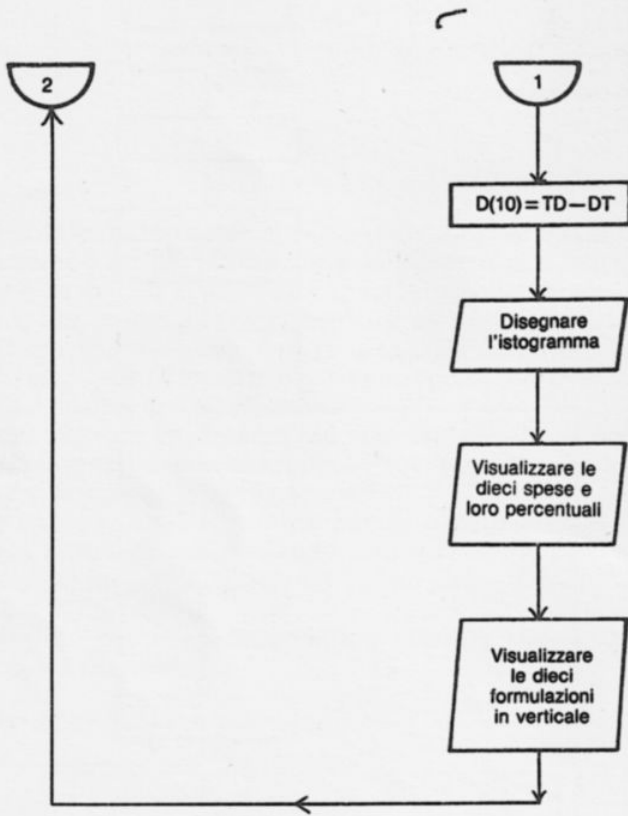 2
1
D(10)=TD−DT
Disegnare
l'istogramma
Visualizzare le
dieci spese e
loro percentuali
Visualizzare
le dieci
formulazioni
in verticale